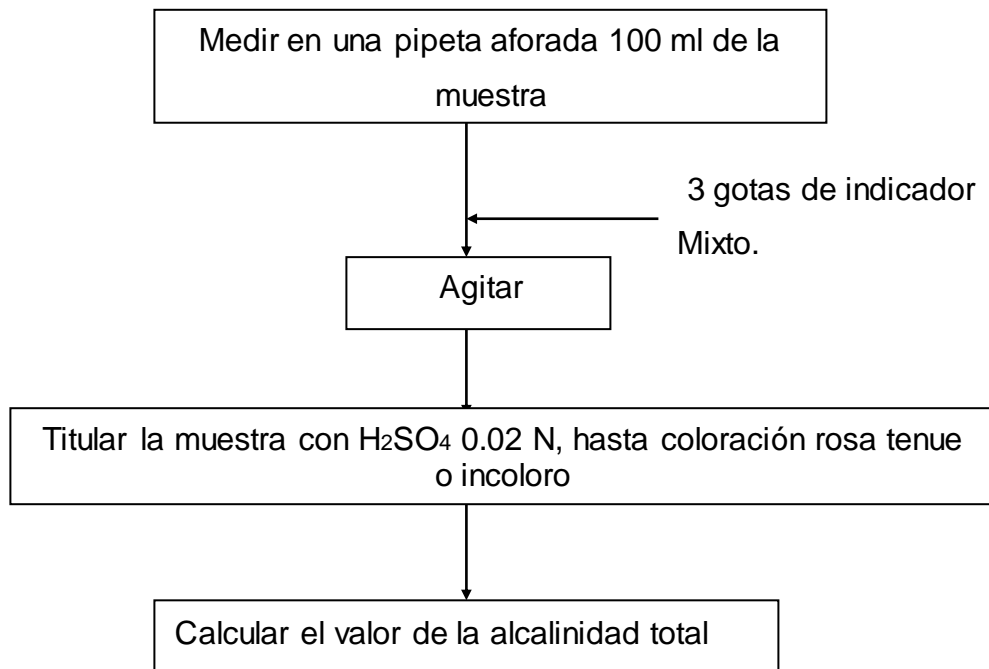 Medir en una pipeta aforada 100 ml de la
muestra
3 gotas de indicador
Mixto.
Agitar
Titular la muestra con H₂SO₄ 0.02 N, hasta coloración rosa tenue
o incoloro
Calcular el valor de la alcalinidad total